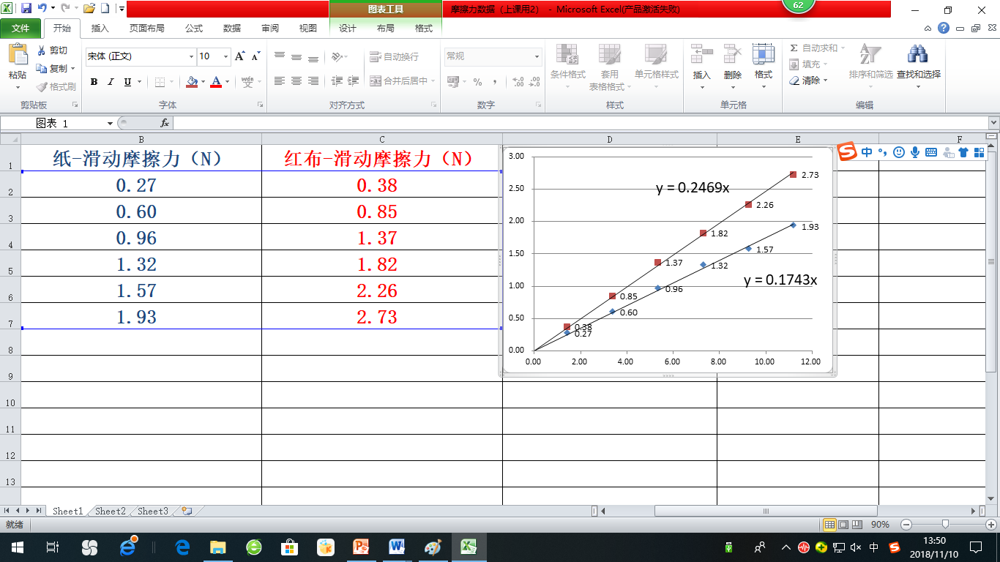 图表工具
摩擦力数据（上课用2） - Microsoft Excel(产品激活失败)
62
文件 开始 插入 页面布局 公式 数据 审阅 视图 设计 布局 格式
粘贴 剪切 复制 格式刷
宋体 (正文) 10
B I U
自动换行
合并后居中
常规
条件格式 套用表格格式 单元格样式
插入 删除 格式
Σ 自动求和
填充
清除
排序和筛选 查找和选择
剪贴板 字体 对齐方式 数字 样式 单元格 编辑
图表 1 fx
B C D E F
1 纸-滑动摩擦力（N） 红布-滑动摩擦力（N）
2 0.27 0.38
3 0.60 0.85
4 0.96 1.37
5 1.32 1.82
6 1.57 2.26
7 1.93 2.73
8
9
10
11
12
13
3.00
2.50
2.00
1.50
1.00
0.50
0.00
0.00 2.00 4.00 6.00 8.00 10.00 12.00
y = 0.2469x
y = 0.1743x
2.73
2.26
1.82
1.37
0.85
0.38
1.93
1.57
1.32
0.96
0.60
0.27
中
Sheet1 Sheet2 Sheet3
就绪 90%
中
13:50
2018/11/10